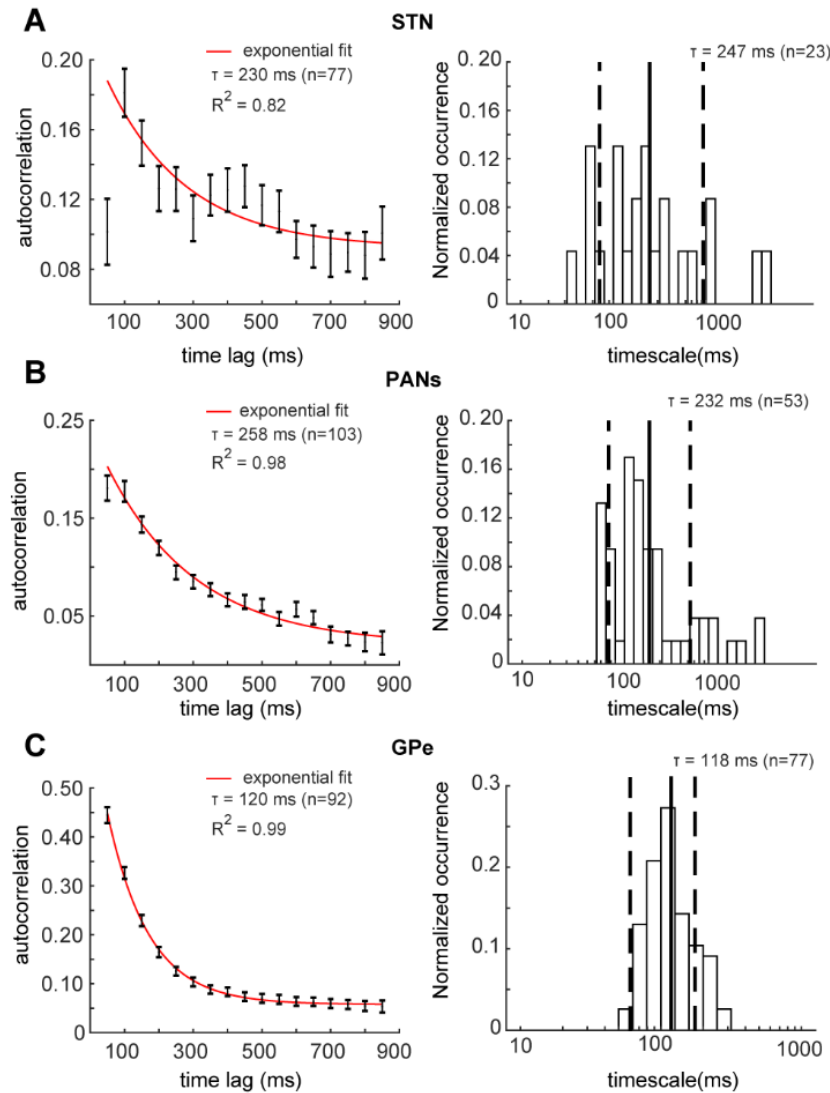 A
STN
exponential fit
τ = 230 ms (n=77)
R² = 0.82
autocorrelation
0.20
0.16
0.12
0.08
100 300 500 700 900
time lag (ms)
τ = 247 ms (n=23)
Normalized occurrence
0.20
0.16
0.12
0.08
0.04
0
10 100 1000
timescale(ms)
B
PANs
exponential fit
τ = 258 ms (n=103)
R² = 0.98
autocorrelation
0.25
0.15
0.05
100 300 500 700 900
time lag (ms)
τ = 232 ms (n=53)
Normalized occurrence
0.20
0.16
0.12
0.08
0.04
0
10 100 1000
timescale(ms)
C
GPe
exponential fit
τ = 120 ms (n=92)
R² = 0.99
autocorrelation
0.50
0.40
0.30
0.20
0.10
0
100 300 500 700 900
time lag (ms)
τ = 118 ms (n=77)
Normalized occurrence
0.3
0.2
0.1
0
10 100 1000
timescale(ms)